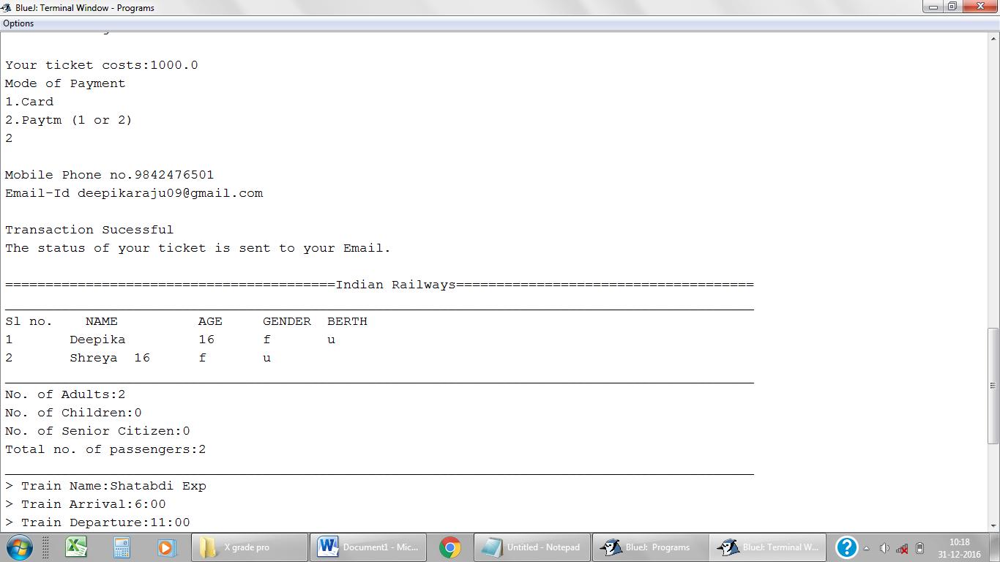 BlueJ: Terminal Window - Programs
Options
Your ticket costs:1000.0
Mode of Payment
1.Card
2.Paytm (1 or 2)
2
Mobile Phone no.9842476501
Email-Id deepikaraju09@gmail.com
Transaction Sucessful
The status of your ticket is sent to your Email.
=========================================Indian Railways=====================================
Sl no. NAME AGE GENDER BERTH
1 Deepika 16 f u
2 Shreya 16 f u
No. of Adults:2
No. of Children:0
No. of Senior Citizen:0
Total no. of passengers:2
> Train Name:Shatabdi Exp
> Train Arrival:6:00
> Train Departure:11:00
X grade pro
Document1 - Mic...
Untitled - Notepad
BlueJ: Programs
BlueJ: Terminal W...
10:18
31-12-2016